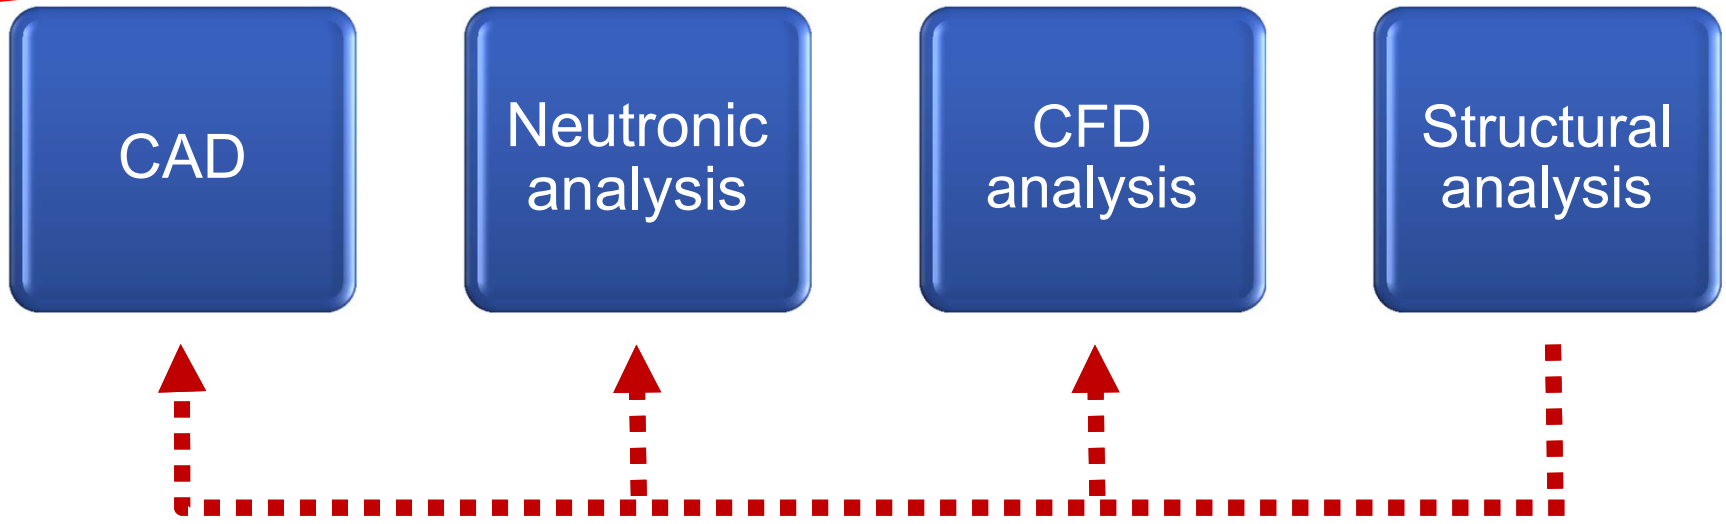 CAD
Neutronic
analysis
CFD
analysis
Structural
analysis